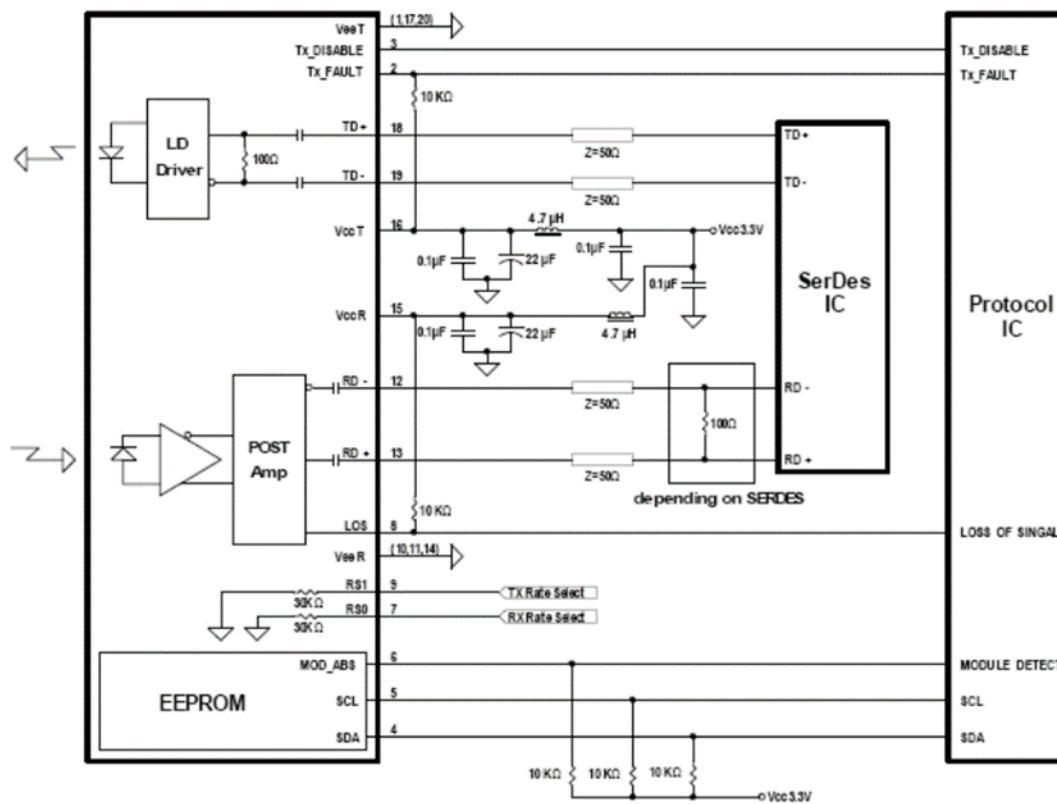 VeeT (1,17,20)
Tx_DISABLE 3 Tx_DISABLE
Tx_FAULT 2 Tx_FAULT
10 KΩ
TD+ 18 TD+
LD Driver
100Ω
Z=50Ω
TD - 19 TD-
Z=50Ω
4.7 µH
VccT 16 Vcc3.3V
0.1µF 22 µF 0.1µF
0.1µF
SerDes
IC
Protocol
IC
VccR 15
0.1µF 22 µF 4.7 µH
RD - 12 RD -
Z=50Ω
100Ω
POST
Amp
RD + 13 RD +
Z=50Ω
depending on SERDES
10 KΩ
LOS 8 LOSS OF SINGAL
VeeR (10,11,14)
RS1 9 TX Rate Select
30KΩ
RS0 7 RX Rate Select
30KΩ
MOD_ABS 6 MODULE DETECT
EEPROM
SCL 5 SCL
SDA 4 SDA
10 KΩ 10 KΩ 10 KΩ
Vcc3.3V